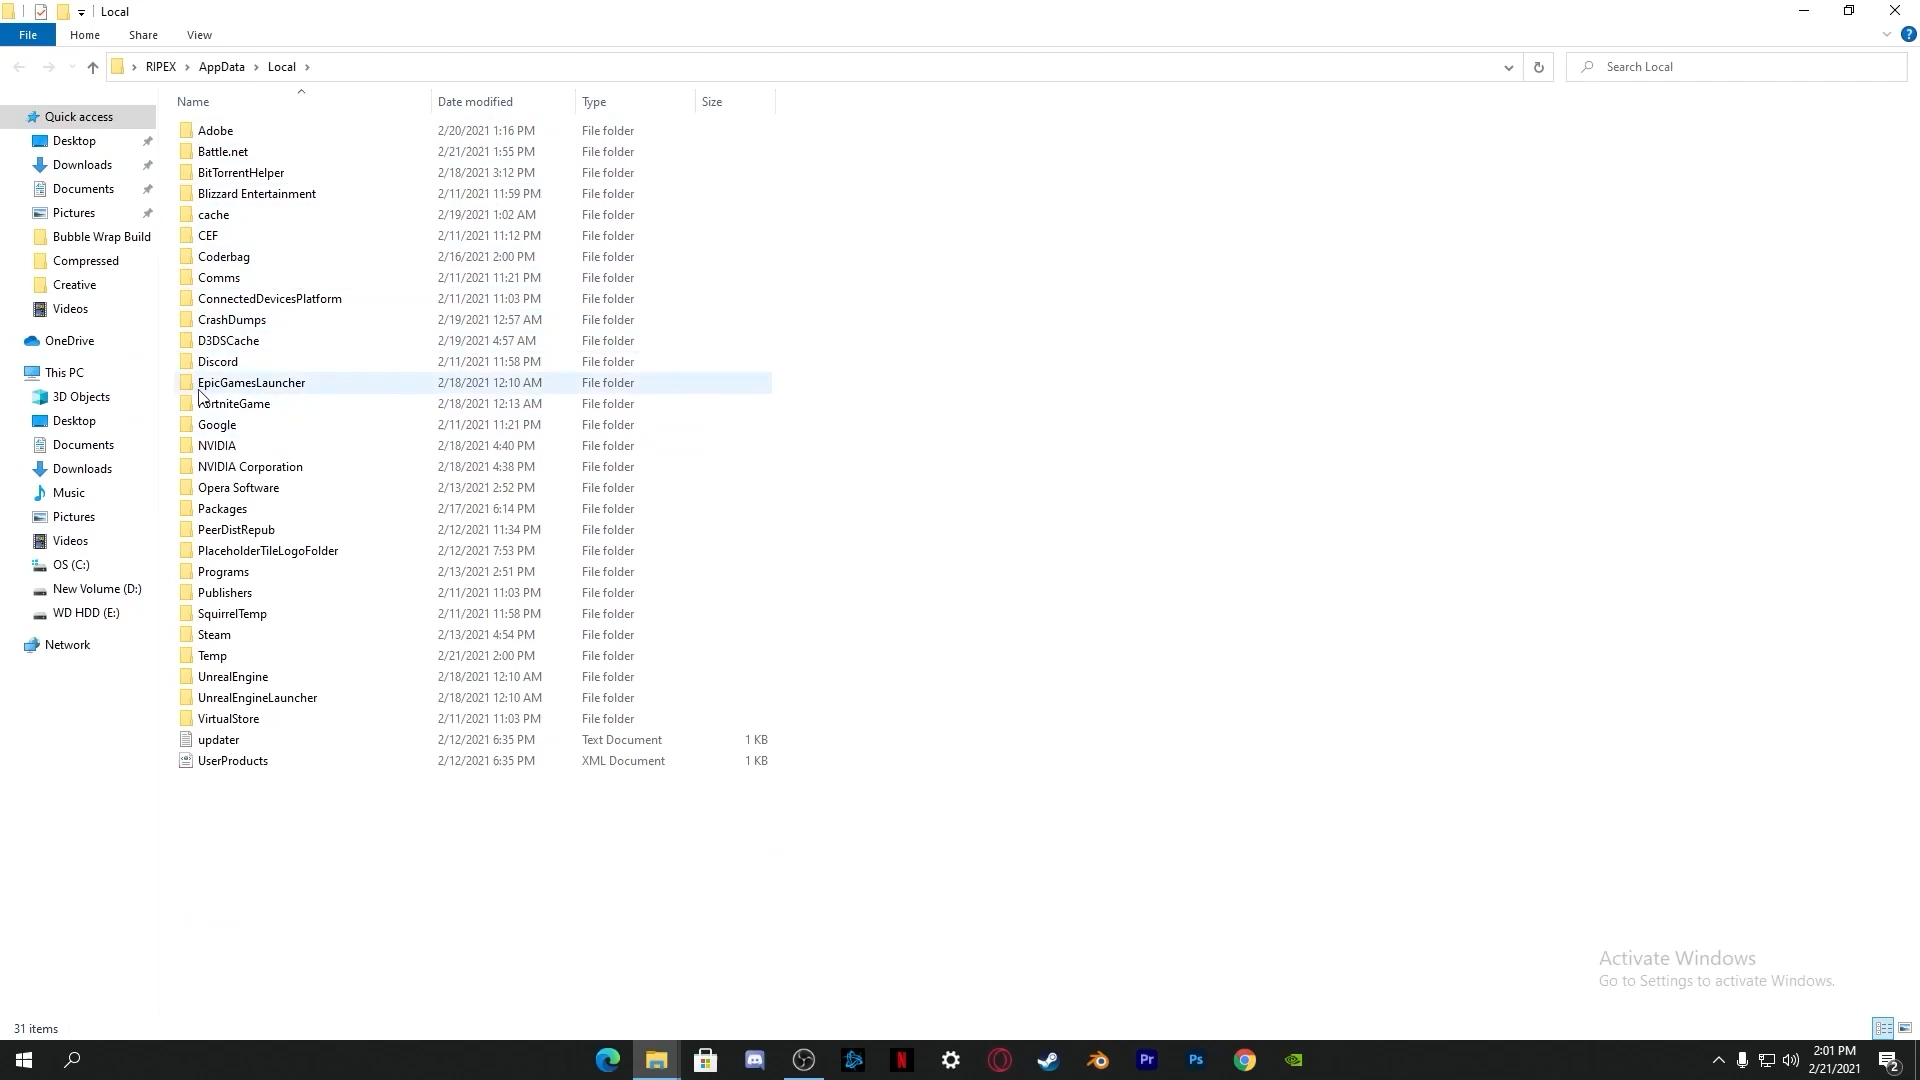 Local
File Home Share View
RIPEX AppData Local
Search Local
Name Date modified Type Size
Quick access
Desktop
Downloads
Documents
Pictures
Bubble Wrap Build
Compressed
Creative
Videos
OneDrive
This PC
3D Objects
Desktop
Documents
Downloads
Music
Pictures
Videos
OS (C:)
New Volume (D:)
WD HDD (E:)
Network
Adobe 2/20/2021 1:16 PM File folder
Battle.net 2/21/2021 1:55 PM File folder
BitTorrentHelper 2/18/2021 3:12 PM File folder
Blizzard Entertainment 2/11/2021 11:59 PM File folder
cache 2/19/2021 1:02 AM File folder
CEF 2/11/2021 11:12 PM File folder
Coderbag 2/16/2021 2:00 PM File folder
Comms 2/11/2021 11:21 PM File folder
ConnectedDevicesPlatform 2/11/2021 11:03 PM File folder
CrashDumps 2/19/2021 12:57 AM File folder
D3DSCache 2/19/2021 4:57 AM File folder
Discord 2/11/2021 11:58 PM File folder
EpicGamesLauncher 2/18/2021 12:10 AM File folder
FortniteGame 2/18/2021 12:13 AM File folder
Google 2/11/2021 11:21 PM File folder
NVIDIA 2/18/2021 4:40 PM File folder
NVIDIA Corporation 2/18/2021 4:38 PM File folder
Opera Software 2/13/2021 2:52 PM File folder
Packages 2/17/2021 6:14 PM File folder
PeerDistRepub 2/12/2021 11:34 PM File folder
PlaceholderTileLogoFolder 2/12/2021 7:53 PM File folder
Programs 2/13/2021 2:51 PM File folder
Publishers 2/11/2021 11:03 PM File folder
SquirrelTemp 2/11/2021 11:58 PM File folder
Steam 2/13/2021 4:54 PM File folder
Temp 2/21/2021 2:00 PM File folder
UnrealEngine 2/18/2021 12:10 AM File folder
UnrealEngineLauncher 2/18/2021 12:10 AM File folder
VirtualStore 2/11/2021 11:03 PM File folder
updater 2/12/2021 6:35 PM Text Document 1 KB
UserProducts 2/12/2021 6:35 PM XML Document 1 KB
Activate Windows
Go to Settings to activate Windows.
31 items
N Pr Ps
2:01 PM
2/21/2021
2